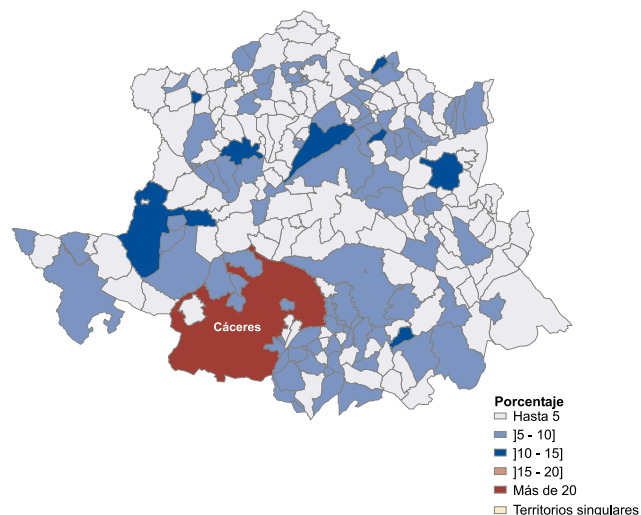 Cáceres
Porcentaje
Hasta 5
]5 - 10]
]10 - 15]
]15 - 20]
Más de 20
Territorios singulares